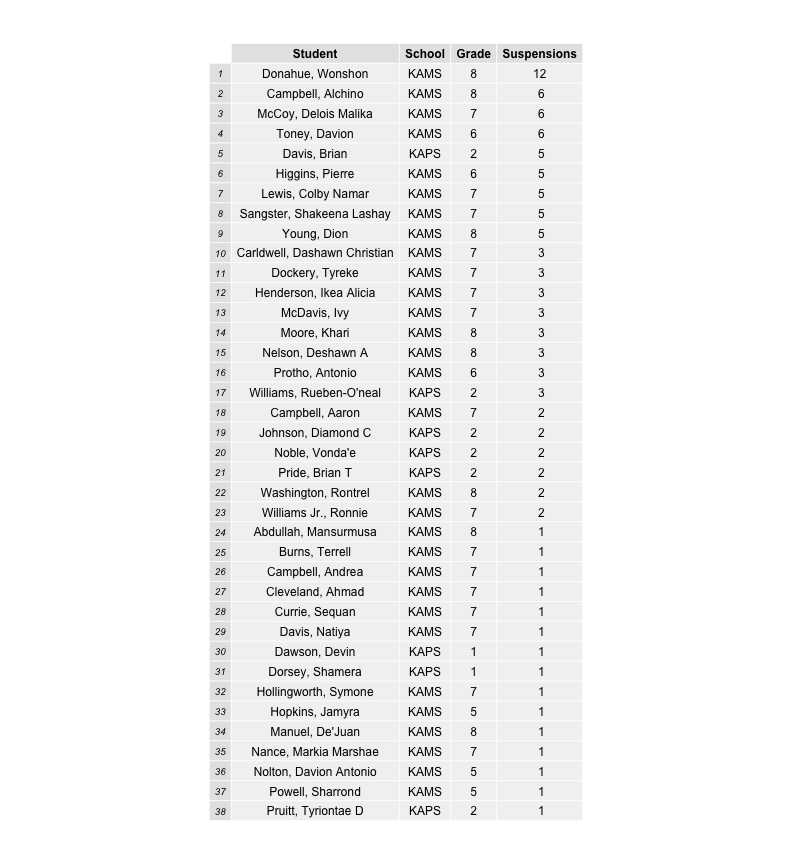 Student School Grade Suspensions
1 Donahue, Wonshon KAMS 8 12
2 Campbell, Alchino KAMS 8 6
3 McCoy, Delois Malika KAMS 7 6
4 Toney, Davion KAMS 6 6
5 Davis, Brian KAPS 2 5
6 Higgins, Pierre KAMS 6 5
7 Lewis, Colby Namar KAMS 7 5
8 Sangster, Shakeena Lashay KAMS 7 5
9 Young, Dion KAMS 8 5
10 Carldwell, Dashawn Christian KAMS 7 3
11 Dockery, Tyreke KAMS 7 3
12 Henderson, Ikea Alicia KAMS 7 3
13 McDavis, Ivy KAMS 7 3
14 Moore, Khari KAMS 8 3
15 Nelson, Deshawn A KAMS 8 3
16 Protho, Antonio KAMS 6 3
17 Williams, Rueben-O'neal KAPS 2 3
18 Campbell, Aaron KAMS 7 2
19 Johnson, Diamond C KAPS 2 2
20 Noble, Vonda'e KAPS 2 2
21 Pride, Brian T KAPS 2 2
22 Washington, Rontrel KAMS 8 2
23 Williams Jr., Ronnie KAMS 7 2
24 Abdullah, Mansurmusa KAMS 8 1
25 Burns, Terrell KAMS 7 1
26 Campbell, Andrea KAMS 7 1
27 Cleveland, Ahmad KAMS 7 1
28 Currie, Sequan KAMS 7 1
29 Davis, Natiya KAMS 7 1
30 Dawson, Devin KAPS 1 1
31 Dorsey, Shamera KAPS 1 1
32 Hollingworth, Symone KAMS 7 1
33 Hopkins, Jamyra KAMS 5 1
34 Manuel, De'Juan KAMS 8 1
35 Nance, Markia Marshae KAMS 7 1
36 Nolton, Davion Antonio KAMS 5 1
37 Powell, Sharrond KAMS 5 1
38 Pruitt, Tyriontae D KAPS 2 1